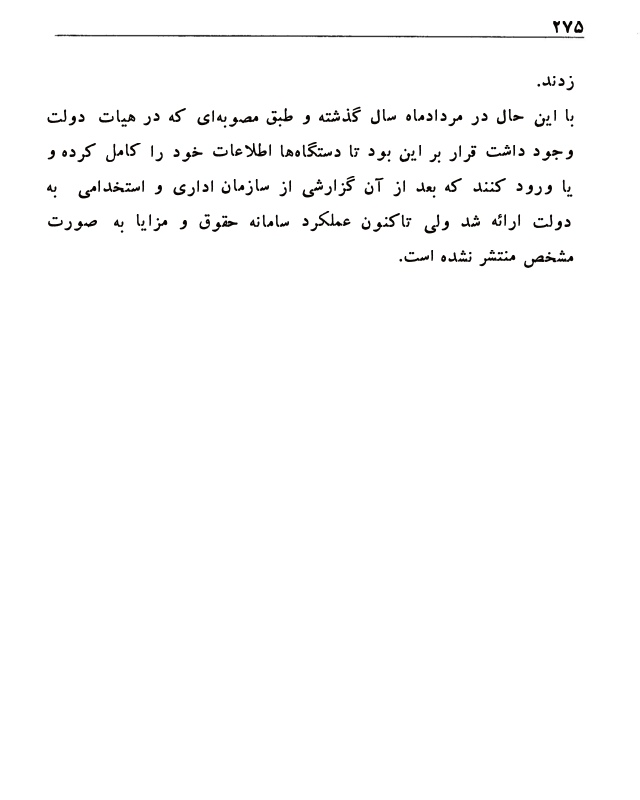 ۲۷۵
زدند.
با این حال در مردادماه سال گذشته و طبق مصوبه‌ای که در هیات دولت
وجود داشت قرار بر این بود تا دستگاه‌ها اطلاعات خود را کامل کرده و
یا ورود کنند که بعد از آن گزارشی از سازمان اداری و استخدامی به
دولت ارائه شد ولی تاکنون عملکرد سامانه حقوق و مزایا به صورت
مشخص منتشر نشده است.